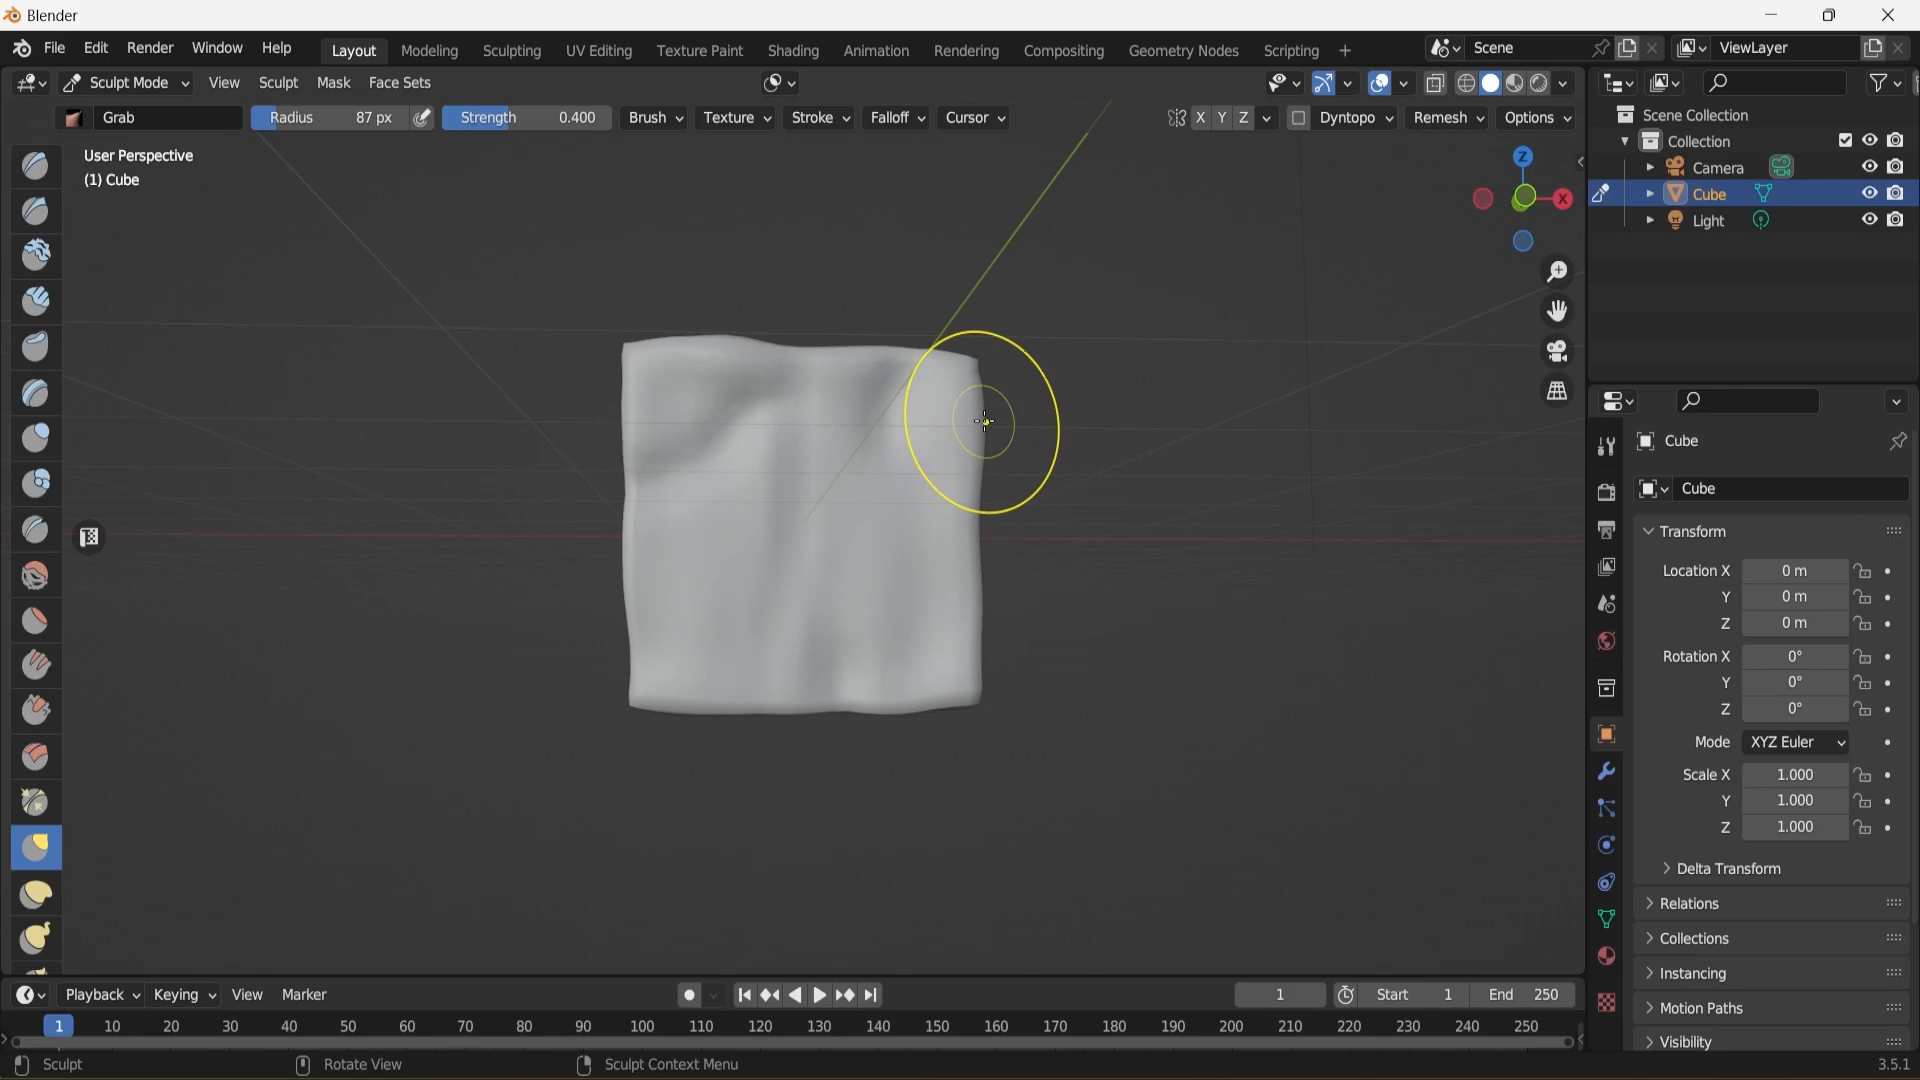 Blender
File Edit Render Window Help Layout Modeling Sculpting UV Editing Texture Paint Shading Animation Rendering Compositing Geometry Nodes Scripting + Scene ViewLayer
Sculpt Mode View Sculpt Mask Face Sets
Grab Radius 87 px Strength 0.400 Brush Texture Stroke Falloff Cursor X Y Z Dyntopo Remesh Options
User Perspective
(1) Cube
Z
X
Scene Collection
Collection
Camera
Cube
Light
Cube
Cube
Transform
Location X 0 m
Y 0 m
Z 0 m
Rotation X 0°
Y 0°
Z 0°
Mode XYZ Euler
Scale X 1.000
Y 1.000
Z 1.000
Delta Transform
Relations
Collections
Instancing
Motion Paths
Visibility
Playback Keying View Marker 1 Start 1 End 250
1 10 20 30 40 50 60 70 80 90 100 110 120 130 140 150 160 170 180 190 200 210 220 230 240 250
Sculpt Rotate View Sculpt Context Menu 3.5.1